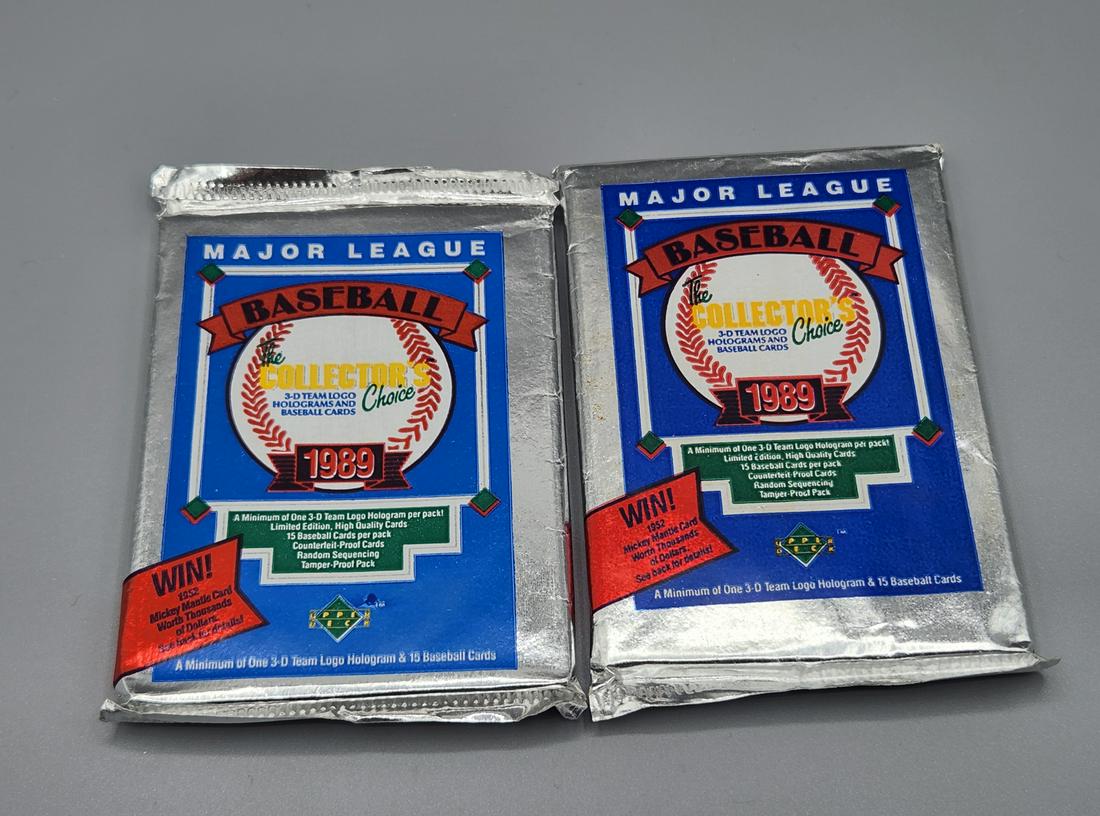 MAJOR LEAGUE
BASEBALL
The
COLLECTOR'S
Choice
3-D TEAM LOGO
HOLOGRAMS AND
BASEBALL CARDS
1989
A Minimum of One 3-D Team Logo Hologram per pack!
Limited Edition, High Quality Cards
15 Baseball Cards per pack
Counterfeit-Proof Cards
Random Sequencing
Tamper-Proof Pack
WIN!
1952
Mickey Mantle Card
Worth Thousands
of Dollars.
See back for details!
UPPER
DECK
TM
A Minimum of One 3-D Team Logo Hologram & 15 Baseball Cards
MAJOR LEAGUE
BASEBALL
The
COLLECTOR'S
Choice
3-D TEAM LOGO
HOLOGRAMS AND
BASEBALL CARDS
1989
A Minimum of One 3-D Team Logo Hologram per pack!
Limited Edition, High Quality Cards
15 Baseball Cards per pack
Counterfeit-Proof Cards
Random Sequencing
Tamper-Proof Pack
WIN!
1952
Mickey Mantle Card
Worth Thousands
of Dollars.
See back for details!
UPPER
DECK
TM
A Minimum of One 3-D Team Logo Hologram & 15 Baseball Cards